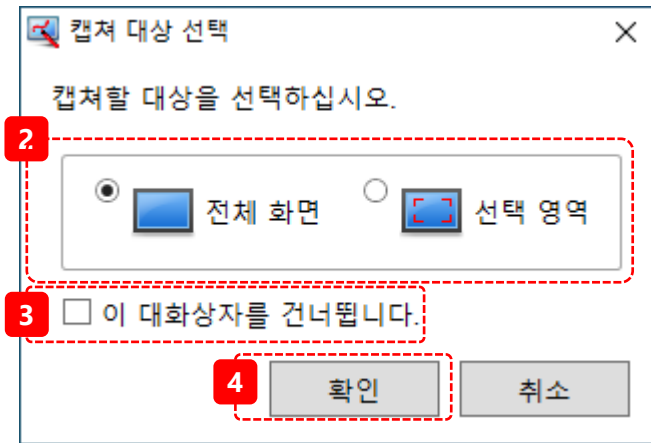 캡쳐 대상 선택
캡쳐할 대상을 선택하십시오.
2.
전체 화면 선택 영역
3 이 대화상자를 건너뜁니다.
4 확인 취소